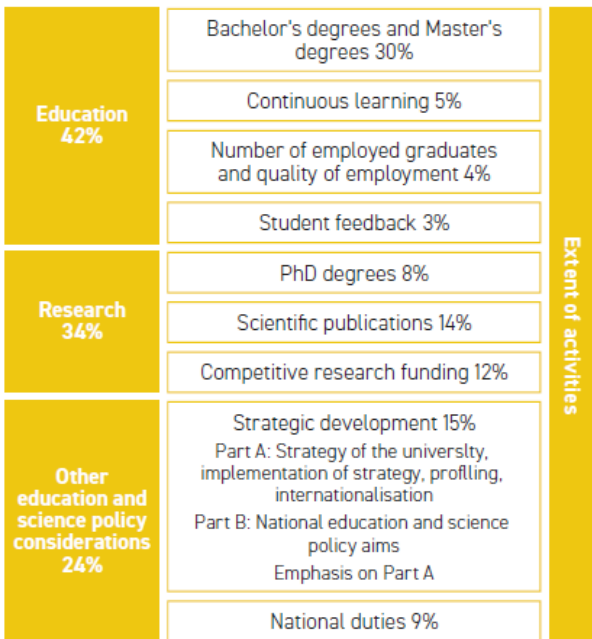 Education
42%
Bachelor's degrees and Master's
degrees 30%
Continuous learning 5%
Number of employed graduates
and quality of employment 4%
Student feedback 3%
Research
34%
PhD degrees 8%
Scientific publications 14%
Competitive research funding 12%
Other
education and
science policy
considerations
24%
Strategic development 15%
Part A: Strategy of the university,
implementation of strategy, proflling,
internationalisation
Part B: National education and science
policy aims
Emphasis on Part A
National duties 9%
Extent of activities